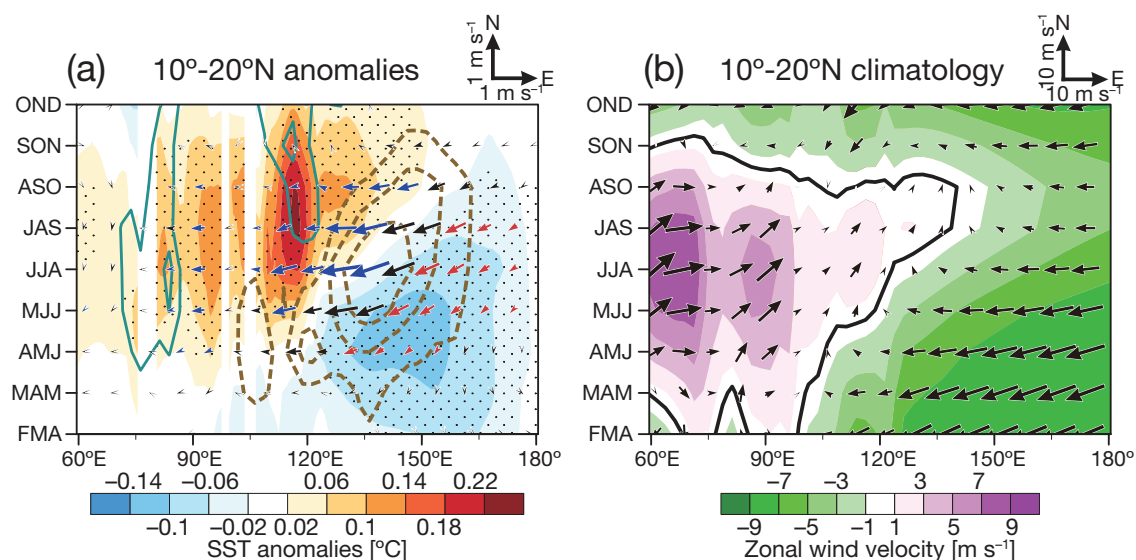 (a) 10º-20ºN anomalies
N
1 m s⁻¹
E
1 m s⁻¹
OND
SON
ASO
JAS
JJA
MJJ
AMJ
MAM
FMA
60ºE 90ºE 120ºE 150ºE 180º
−0.14 −0.06 0.06 0.14 0.22
−0.1 −0.02 0.02 0.1 0.18
SST anomalies [ºC]
(b) 10º-20ºN climatology
N
10 m s⁻¹
E
10 m s⁻¹
OND
SON
ASO
JAS
JJA
MJJ
AMJ
MAM
FMA
60ºE 90ºE 120ºE 150ºE 180º
−7 −3 3 7
−9 −5 −1 1 5 9
Zonal wind velocity [m s⁻¹]